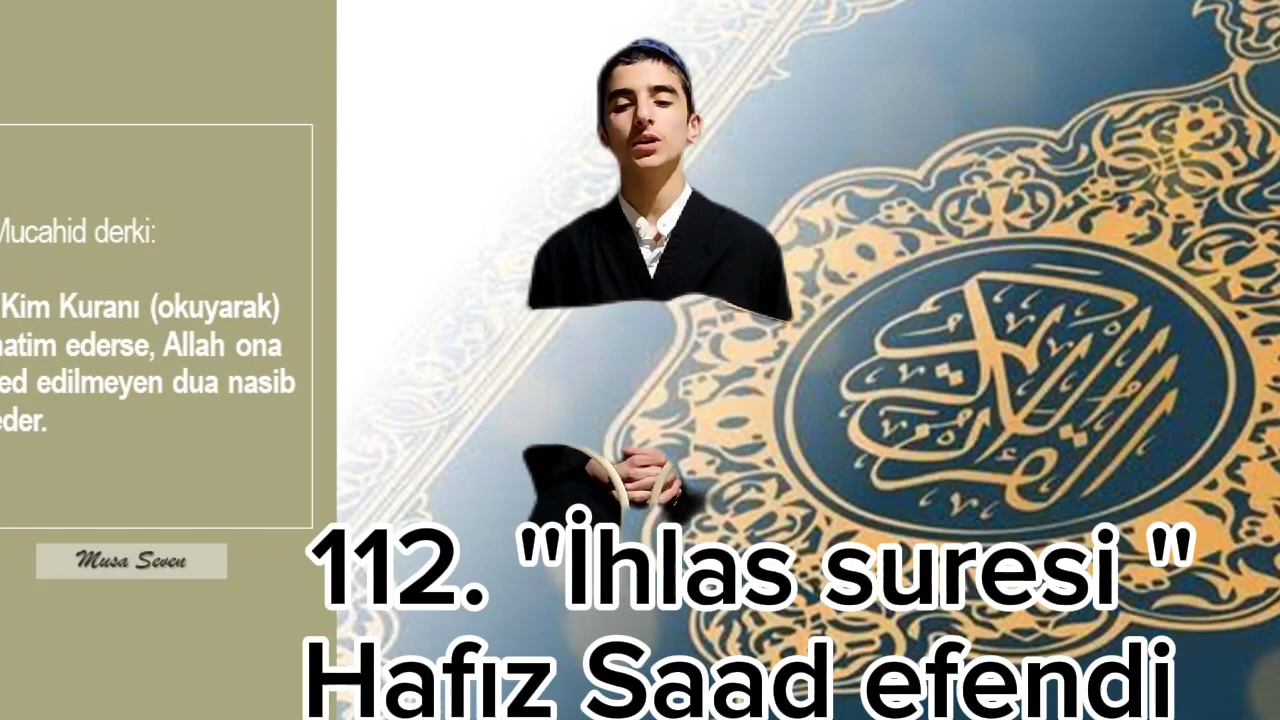 Mucahid derki:
Kim Kuranı (okuyarak)
hatim ederse, Allah ona
edilmeyen dua nasib
eder.
Musa Seven
112. "İhlas suresi "
Hafız Saad efendi